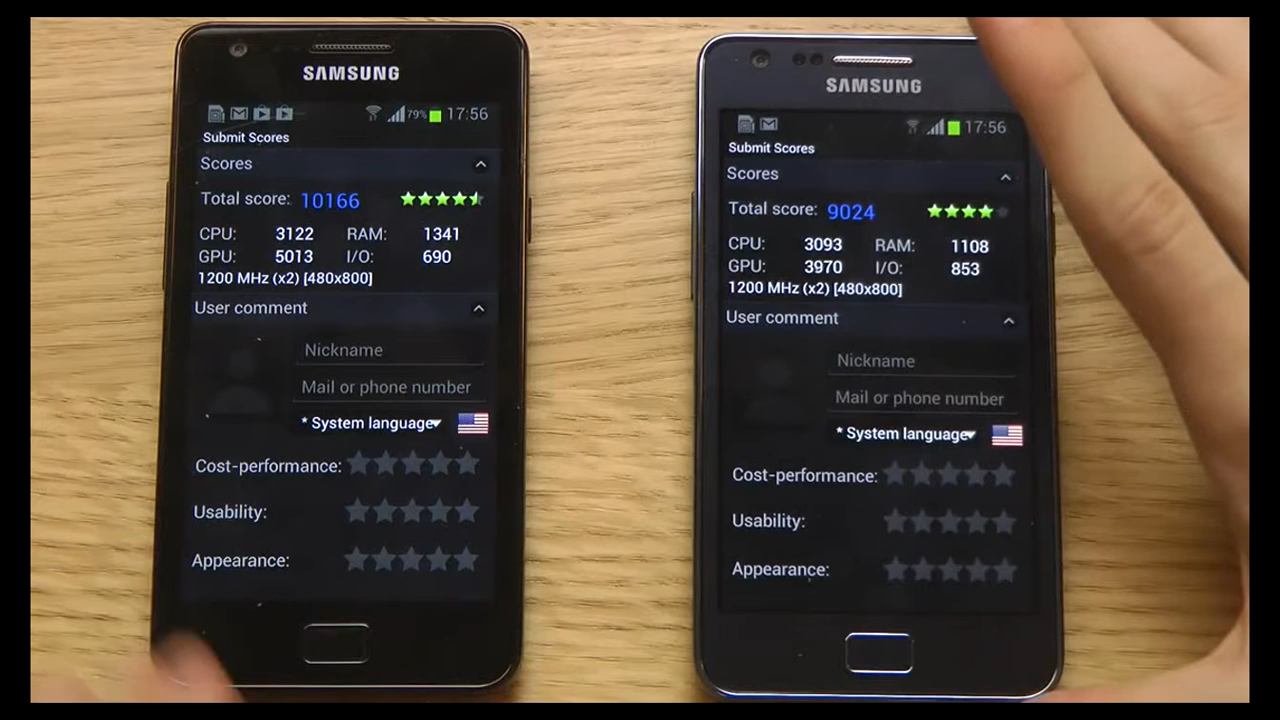 SAMSUNG
79% 17:56
Submit Scores
Scores
Total score: 10166
CPU: 3122 RAM: 1341
GPU: 5013 I/O: 690
1200 MHz (x2) [480x800]
User comment
Nickname
Mail or phone number
* System language
Cost-performance:
Usability:
Appearance:
SAMSUNG
17:56
Submit Scores
Scores
Total score: 9024
CPU: 3093 RAM: 1108
GPU: 3970 I/O: 853
1200 MHz (x2) [480x800]
User comment
Nickname
Mail or phone number
* System language
Cost-performance:
Usability:
Appearance: